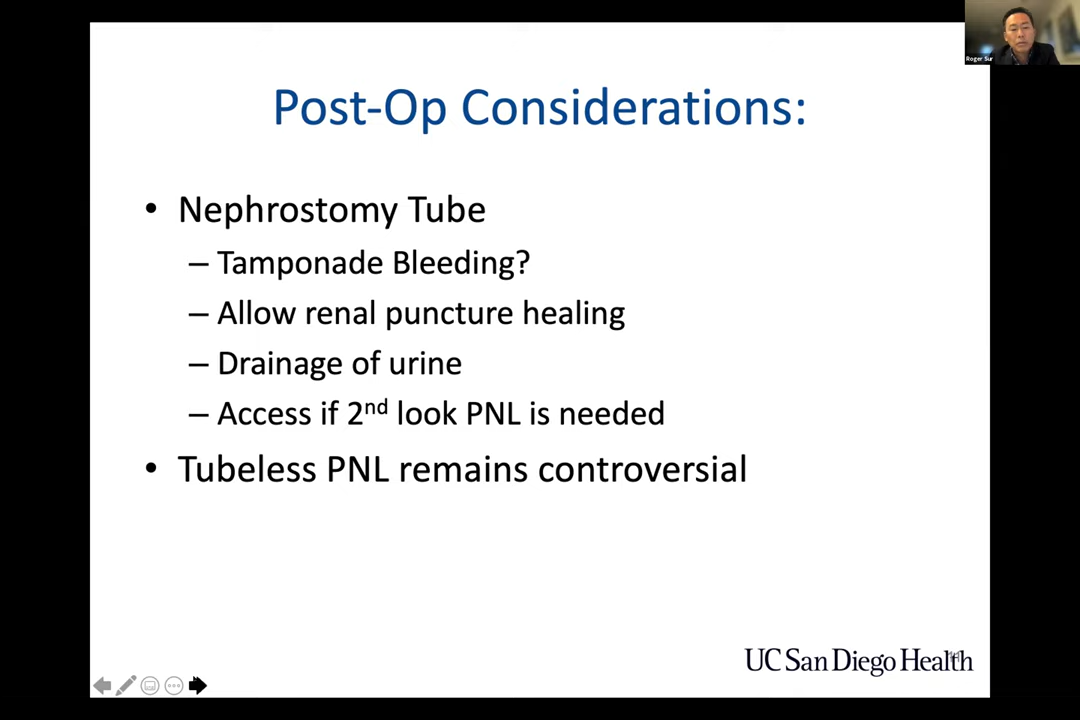 Roger Sur
Post-Op Considerations:
• Nephrostomy Tube
– Tamponade Bleeding?
– Allow renal puncture healing
– Drainage of urine
– Access if 2nd look PNL is needed
• Tubeless PNL remains controversial
UC San Diego Health